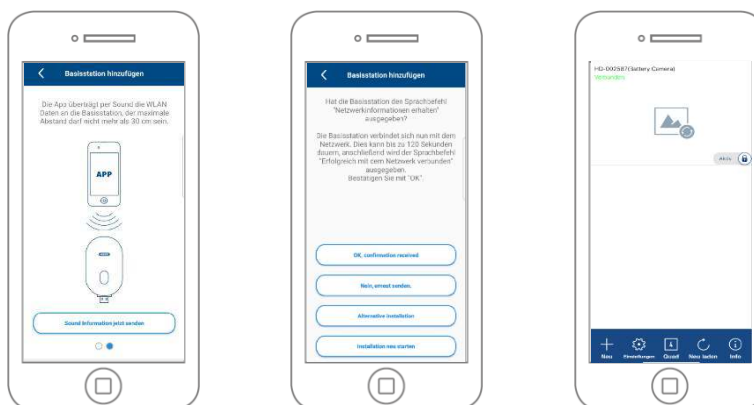 Basisstation hinzufügen
Die App überträgt per Sound die WLAN
Daten an die Basisstation, der maximale
Abstand darf nicht mehr als 30 cm sein.
APP
Sound Information jetzt senden
Basisstation hinzufügen
Hat die Basisstation den Sprachbefehl
"Netzwerkinformationen erhalten"
ausgegeben?
Die Basisstation verbindet sich nun mit dem
Netzwerk. Dies kann bis zu 120 Sekunden
dauern, anschließend wird der Sprachbefehl
"Erfolgreich mit dem Netzwerk verbunden"
ausgegeben.
Bestätigen Sie mit "OK".
OK, confirmation received
Nein, erneut senden.
Alternative Installation
Installation neu starten
HD-002587(Battery Camera)
Verbunden
Neu Einstellungen Quad Neu laden Info